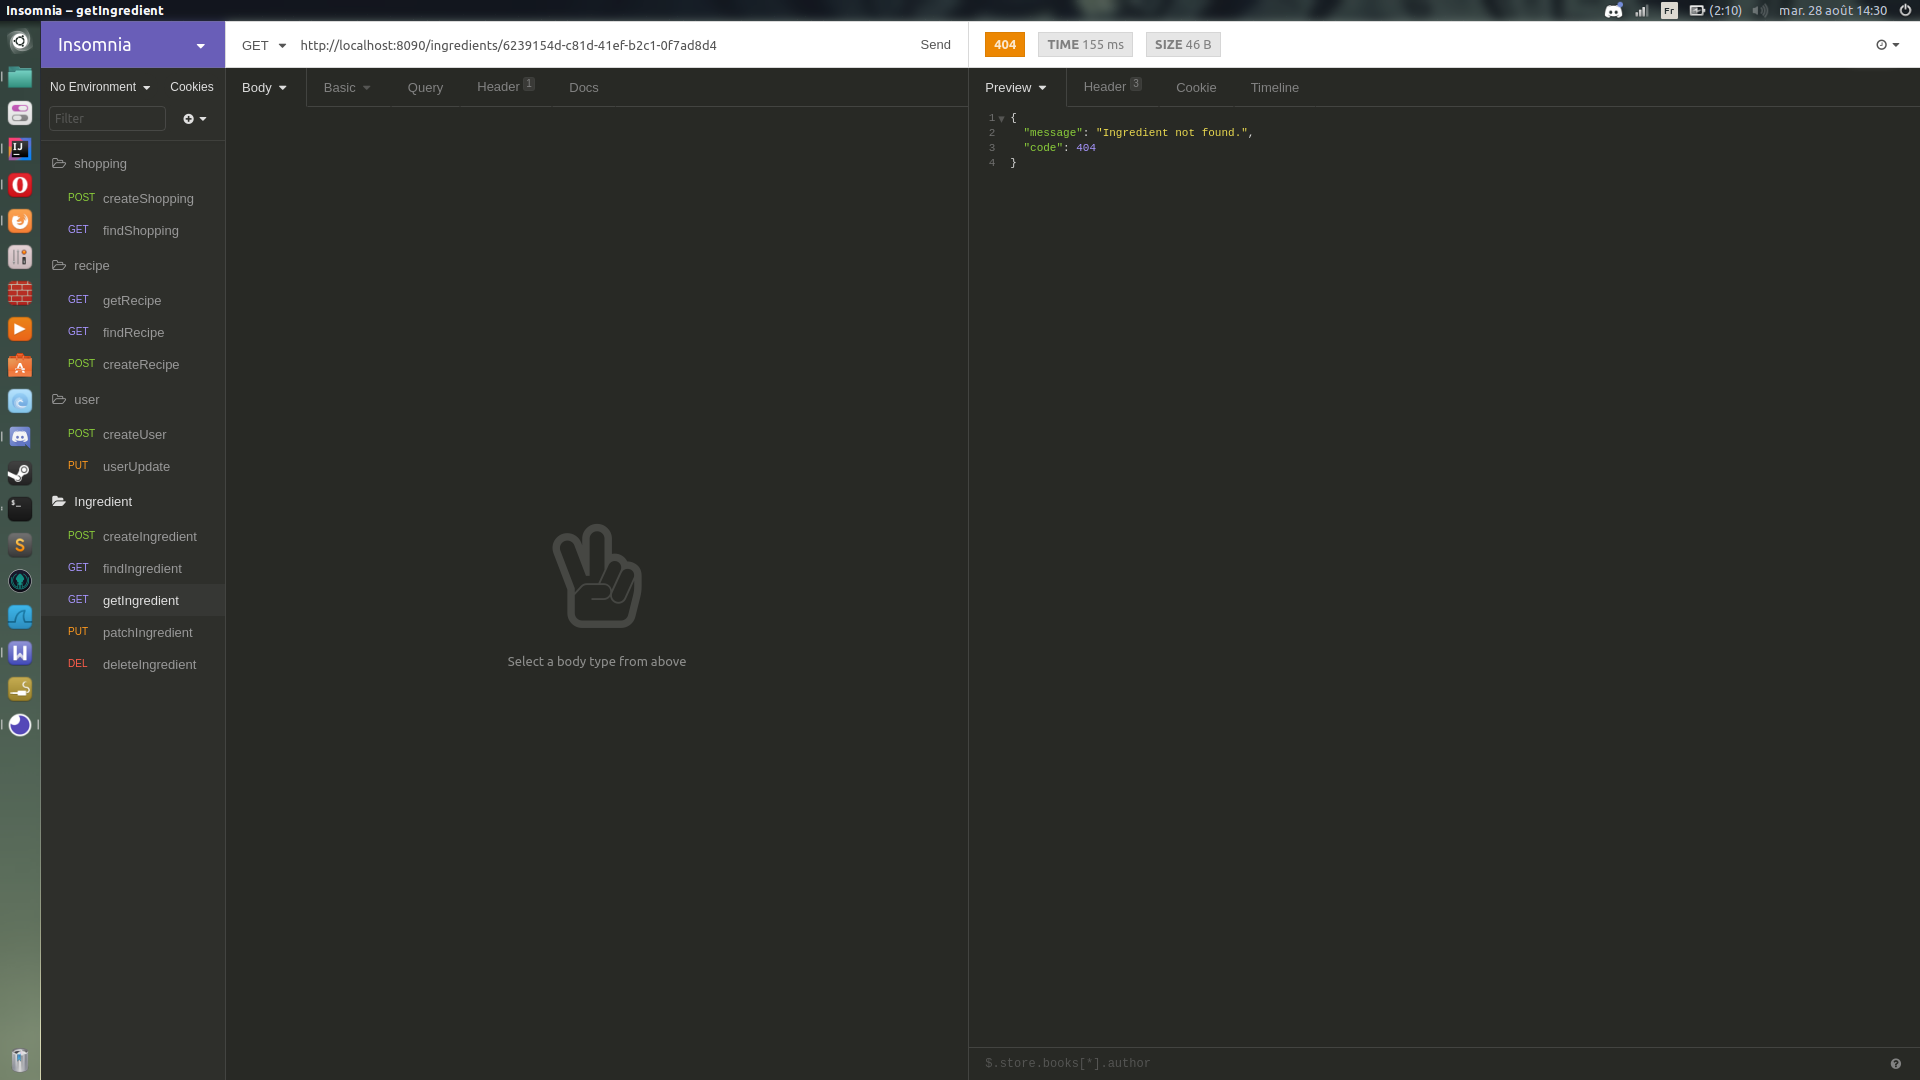 Insomnia – getIngredient
Fr
(2:10)
mar. 28 août 14:30
Insomnia
GET
http://localhost:8090/ingredients/6239154d-c81d-41ef-b2c1-0f7ad8d4
Send
404
TIME 155 ms
SIZE 46 B
No Environment
Cookies
Body
Basic
Query
Header 1
Docs
Preview
Header 3
Cookie
Timeline
Filter
shopping
POST createShopping
GET findShopping
recipe
GET getRecipe
GET findRecipe
POST createRecipe
user
POST createUser
PUT userUpdate
Ingredient
POST createIngredient
GET findIngredient
GET getIngredient
PUT patchIngredient
DEL deleteIngredient
Select a body type from above
1 {
2 "message": "Ingredient not found.",
3 "code": 404
4 }
$.store.books[*].author